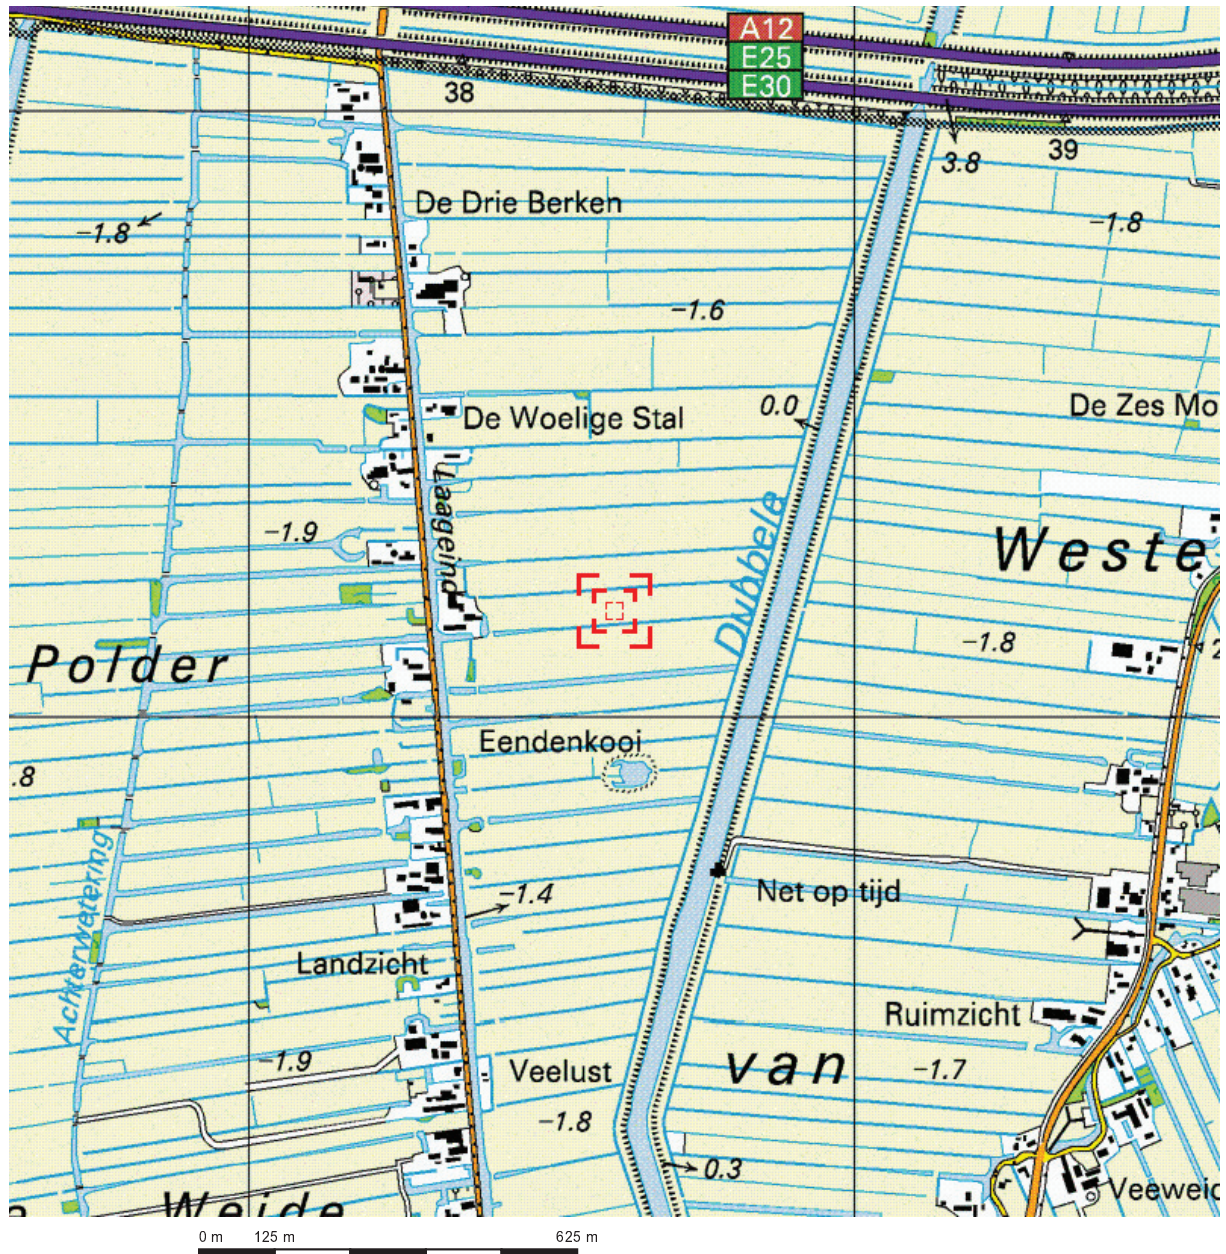 A12
E25
E30
38
39
3.8
De Drie Berken
–1.8
–1.8
–1.6
0.0
De Zes Mo
De Woelige Stal
Laageind
–1.9
Dubbele
Weste
Polder
–1.8
2
Eendenkooi
.8
Achterwetering
–1.4
Net op tijd
Landzicht
Ruimzicht
–1.9
Veelust
van
–1.7
–1.8
0.3
Veeweid
Weide
0 m 125 m 625 m